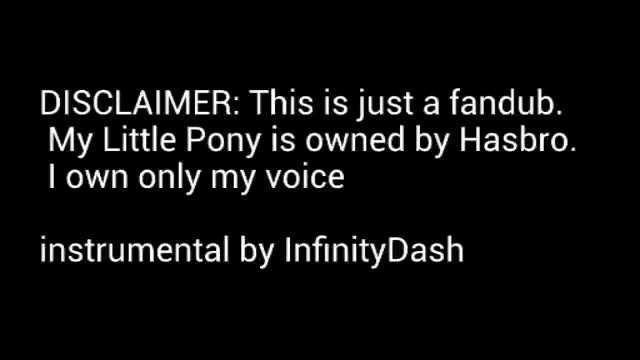 DISCLAIMER: This is just a fandub.
My Little Pony is owned by Hasbro.
I own only my voice
instrumental by InfinityDash